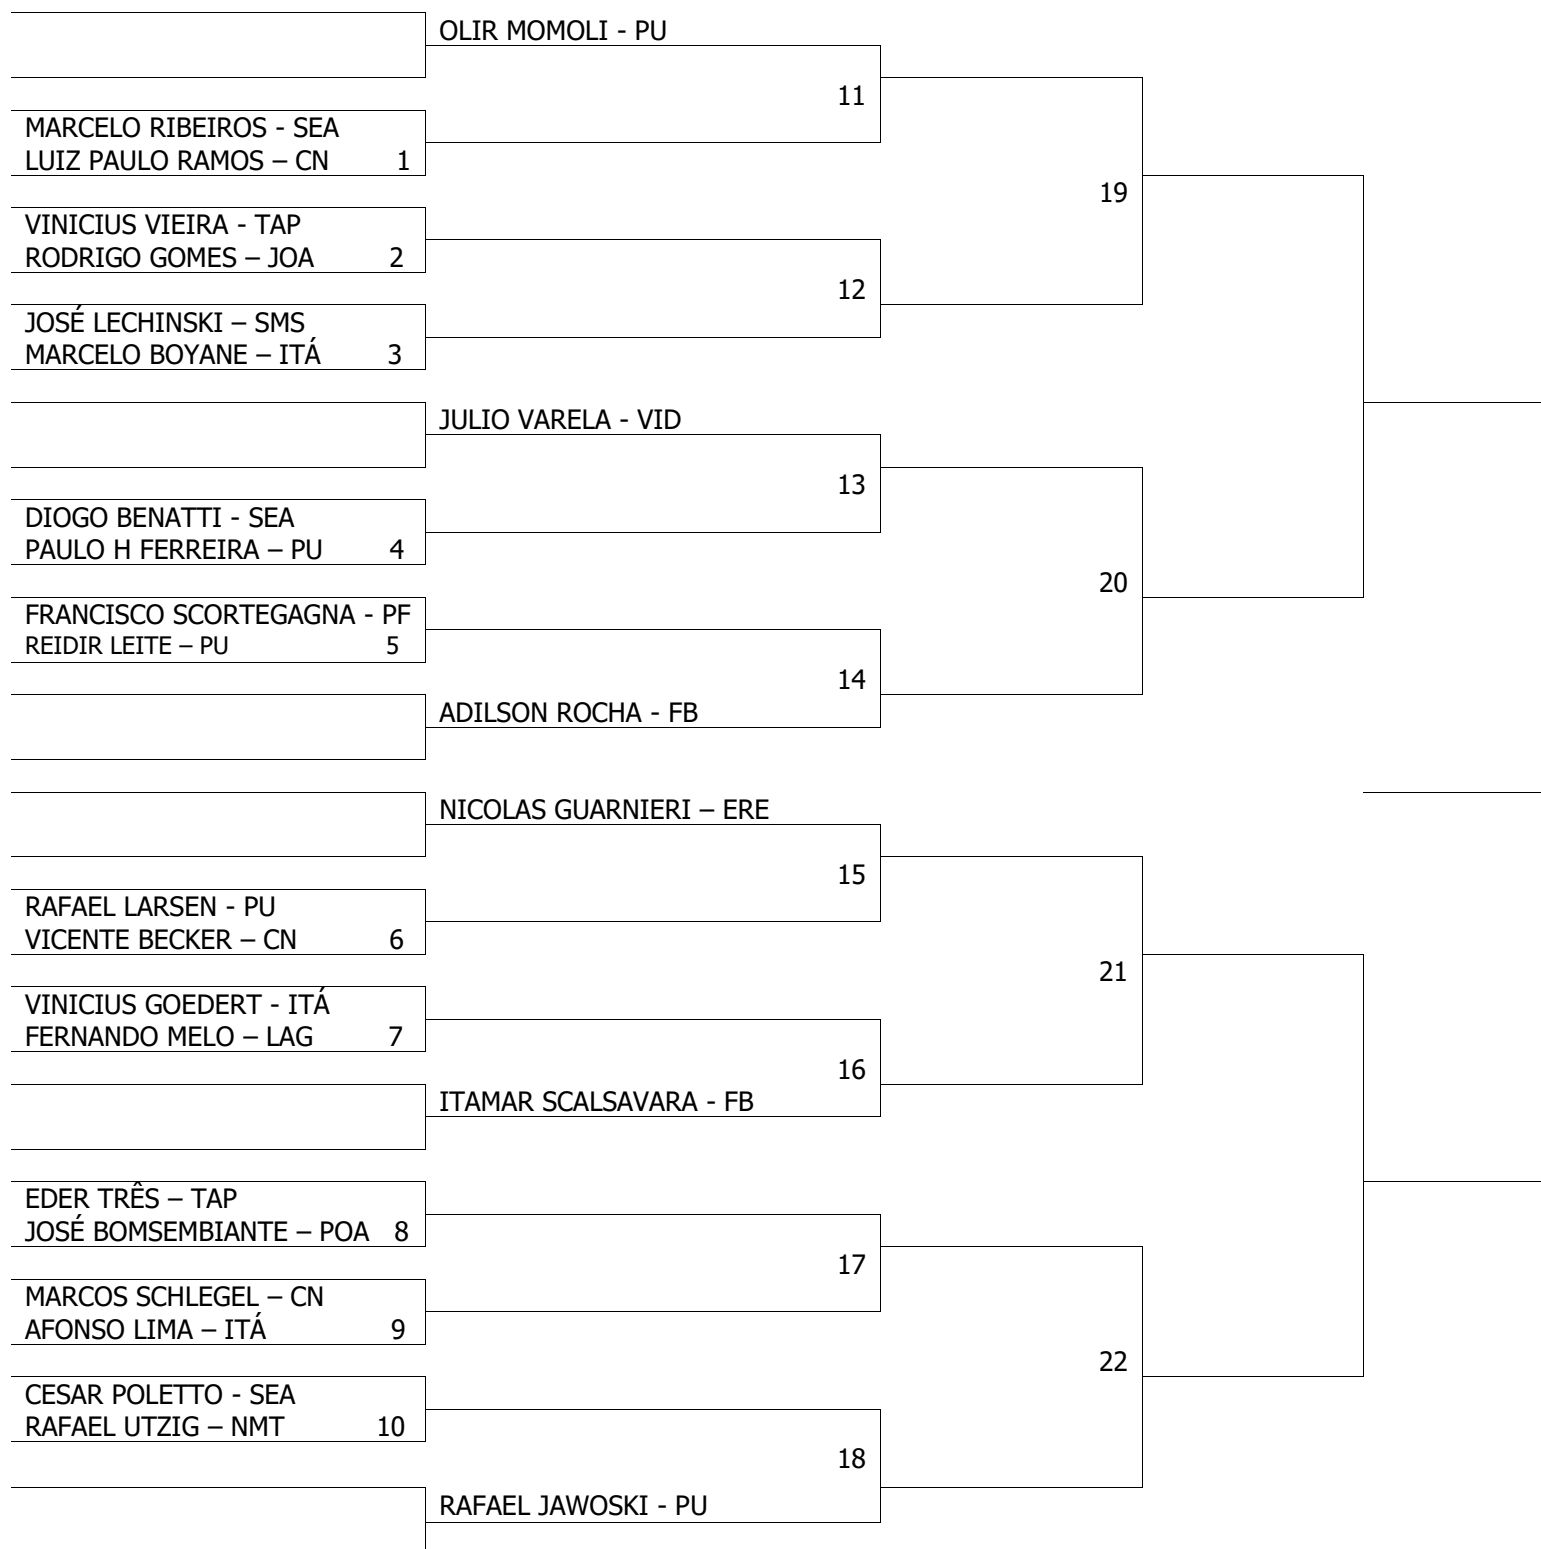 OLIR MOMOLI - PU
11
MARCELO RIBEIROS - SEA
LUIZ PAULO RAMOS – CN 1
19
VINICIUS VIEIRA - TAP
RODRIGO GOMES – JOA 2
12
JOSÉ LECHINSKI – SMS
MARCELO BOYANE – ITÁ 3
JULIO VARELA - VID
13
DIOGO BENATTI - SEA
PAULO H FERREIRA – PU 4
20
FRANCISCO SCORTEGAGNA - PF
REIDIR LEITE – PU 5
14
ADILSON ROCHA - FB
NICOLAS GUARNIERI – ERE
15
RAFAEL LARSEN - PU
VICENTE BECKER – CN 6
21
VINICIUS GOEDERT - ITÁ
FERNANDO MELO – LAG 7
16
ITAMAR SCALSAVARA - FB
EDER TRÊS – TAP
JOSÉ BOMSEMBIANTE – POA 8
17
MARCOS SCHLEGEL – CN
AFONSO LIMA – ITÁ 9
22
CESAR POLETTO - SEA
RAFAEL UTZIG – NMT 10
18
RAFAEL JAWOSKI - PU